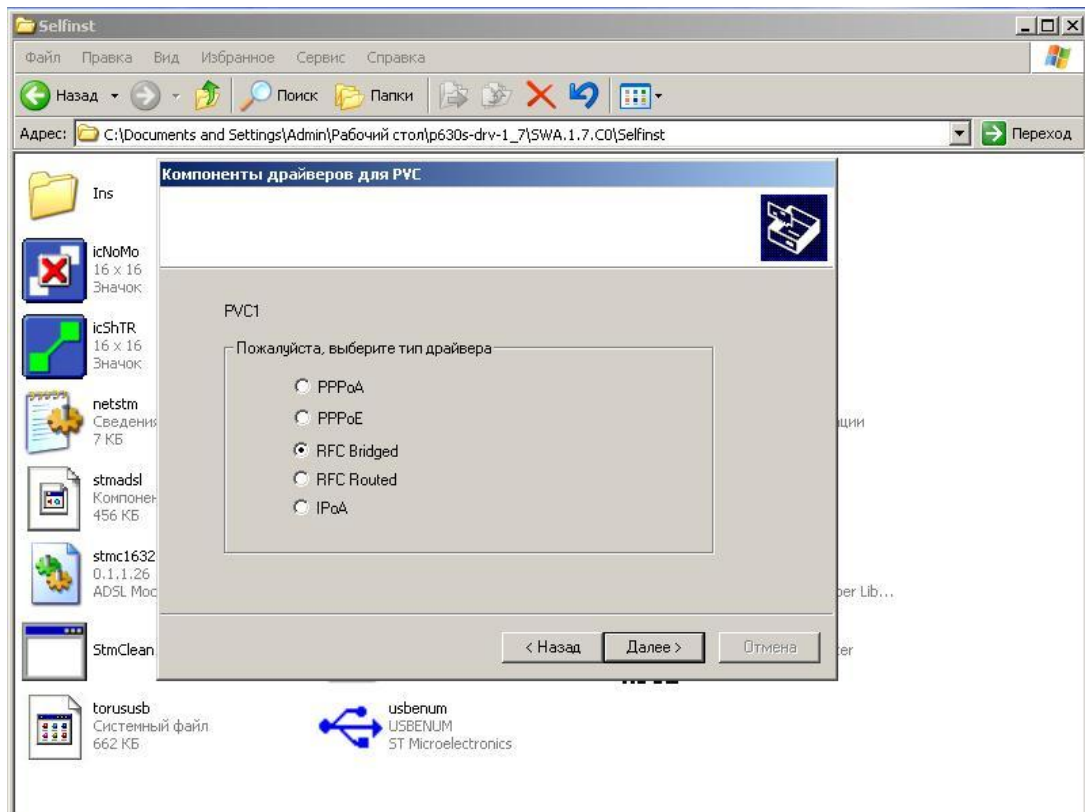 Selfinst
Файл Правка Вид Избранное Сервис Справка
Назад Поиск Папки
Адрес: C:\Documents and Settings\Admin\Рабочий стол\p630s-drv-1_7\SWA.1.7.C0\Selfinst Переход
Ins
icNoMo
16 x 16
Значок
icShTR
16 x 16
Значок
netstm
Сведения
7 КБ
stmadsl
Компонен
456 КБ
stmc1632
0.1.1.26
ADSL Moc
StmClean
torususb
Системный файл
662 КБ
usbenum
USBENUM
ST Microelectronics
Компоненты драйверов для PVC
PVC1
Пожалуйста, выберите тип драйвера
PPPoA
PPPoE
RFC Bridged
RFC Routed
IPoA
< Назад Далее > Отмена
ции
per Lib...
ter